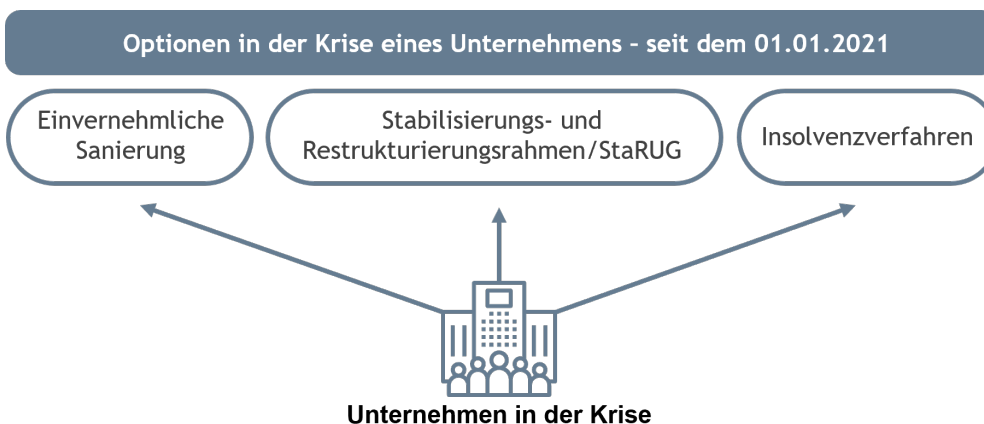 Optionen in der Krise eines Unternehmens – seit dem 01.01.2021
Einvernehmliche
Sanierung
Stabilisierungs- und
Restrukturierungsrahmen/StaRUG
Insolvenzverfahren
Unternehmen in der Krise